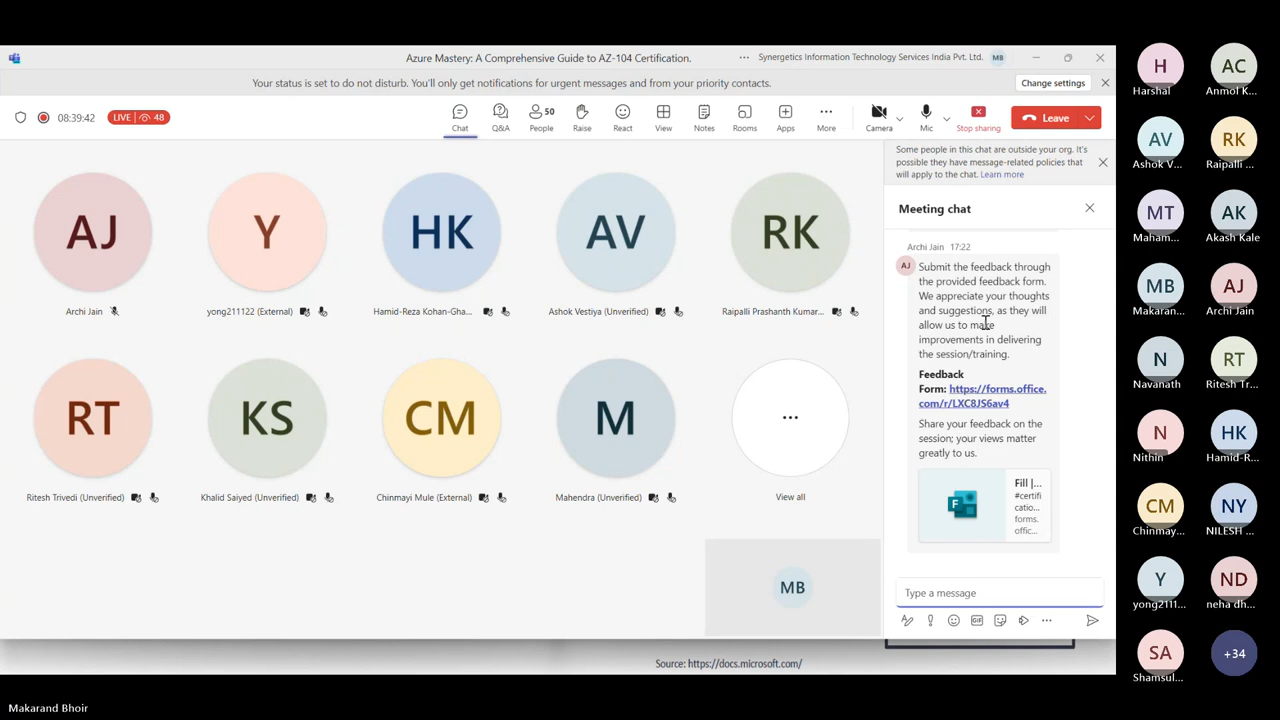 Azure Mastery: A Comprehensive Guide to AZ-104 Certification.
Synergetics Information Technology Services India Pvt. Ltd.
MB
Your status is set to do not disturb. You'll only get notifications for urgent messages and from your priority contacts.
Change settings
08:39:42
LIVE
48
Chat
Q&A
50
People
Raise
React
View
Notes
Rooms
Apps
More
Camera
Mic
Stop sharing
Leave
AJ
Archi Jain
Y
yong211122 (External)
HK
Hamid-Reza Kohan-Gha...
AV
Ashok Vestiya (Unverified)
RK
Raipalli Prashanth Kumar...
RT
Ritesh Trivedi (Unverified)
KS
Khalid Saiyed (Unverified)
CM
Chinmayi Mule (External)
M
Mahendra (Unverified)
...
View all
MB
Some people in this chat are outside your org. It's
possible they have message-related policies that
will apply to the chat. Learn more
Meeting chat
Archi Jain 17:22
AJ
Submit the feedback through
the provided feedback form.
We appreciate your thoughts
and suggestions, as they will
allow us to make
improvements in delivering
the session/training.
Feedback
Form: https://forms.office.
com/r/LXC8JS6av4
Share your feedback on the
session; your views matter
greatly to us.
F
Fill |...
#certifi
catio...
forms.
offic...
Type a message
GIF
Source: https://docs.microsoft.com/
H
Harshal
AC
Anmol K...
AV
Ashok V...
RK
Raipalli ...
MT
Maham...
AK
Akash Kale
MB
Makaran...
AJ
Archi Jain
N
Navanath
RT
Ritesh Tr...
N
Nithin
HK
Hamid-R...
CM
Chinmay...
NY
NILESH ...
Y
yong2111...
ND
neha dh...
SA
Shamsul...
+34
Makarand Bhoir